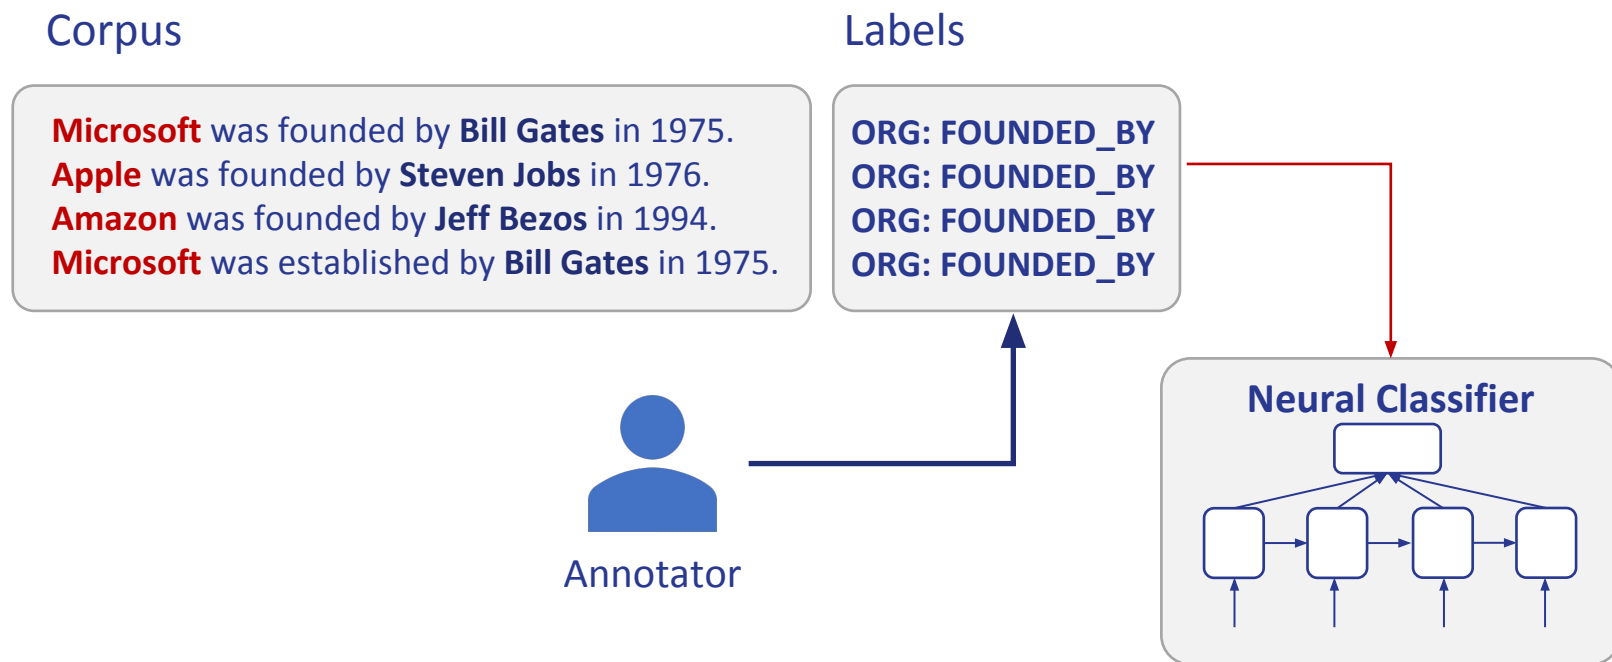 Corpus
Labels
Microsoft was founded by Bill Gates in 1975.
Apple was founded by Steven Jobs in 1976.
Amazon was founded by Jeff Bezos in 1994.
Microsoft was established by Bill Gates in 1975.
ORG: FOUNDED_BY
ORG: FOUNDED_BY
ORG: FOUNDED_BY
ORG: FOUNDED_BY
Annotator
Neural Classifier